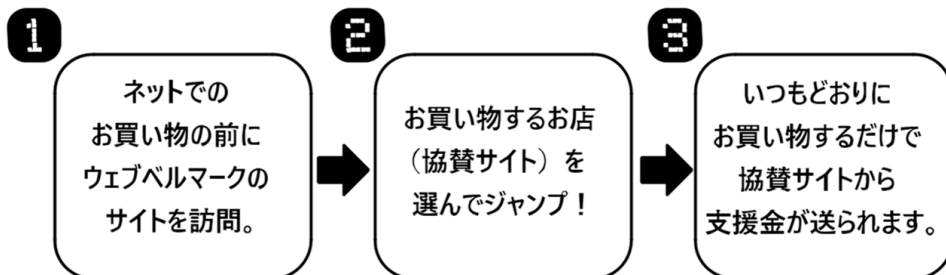 1
ネットでの
お買い物の前に
ウェブベルマークの
サイトを訪問。
2
お買い物するお店
（協賛サイト）を
選んでジャンプ！
3
いつもどおりに
お買い物するだけで
協賛サイトから
支援金が送られます。